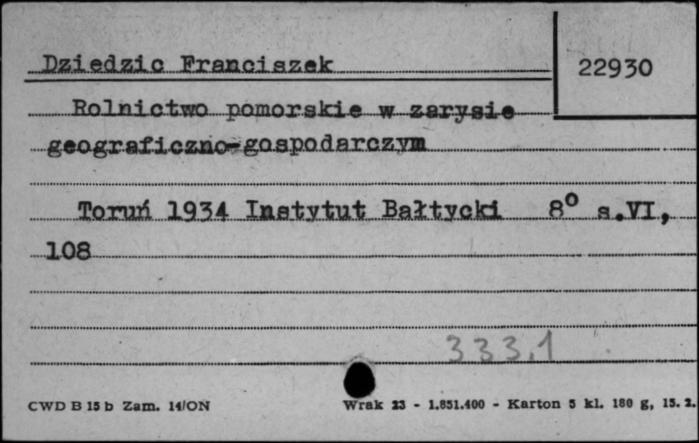 Dziedzic Franciszek
22930
Rolnictwo pomorskie w zarysie
geograficzno-gospodarczym
Toruń 1934 Instytut Bałtycki 8° s.VI,
108
333.1
CWD B 15 b Zam. 14/ON
Wrak 23 - 1.851.400 - Karton 5 kl. 180 g, 15. 2.